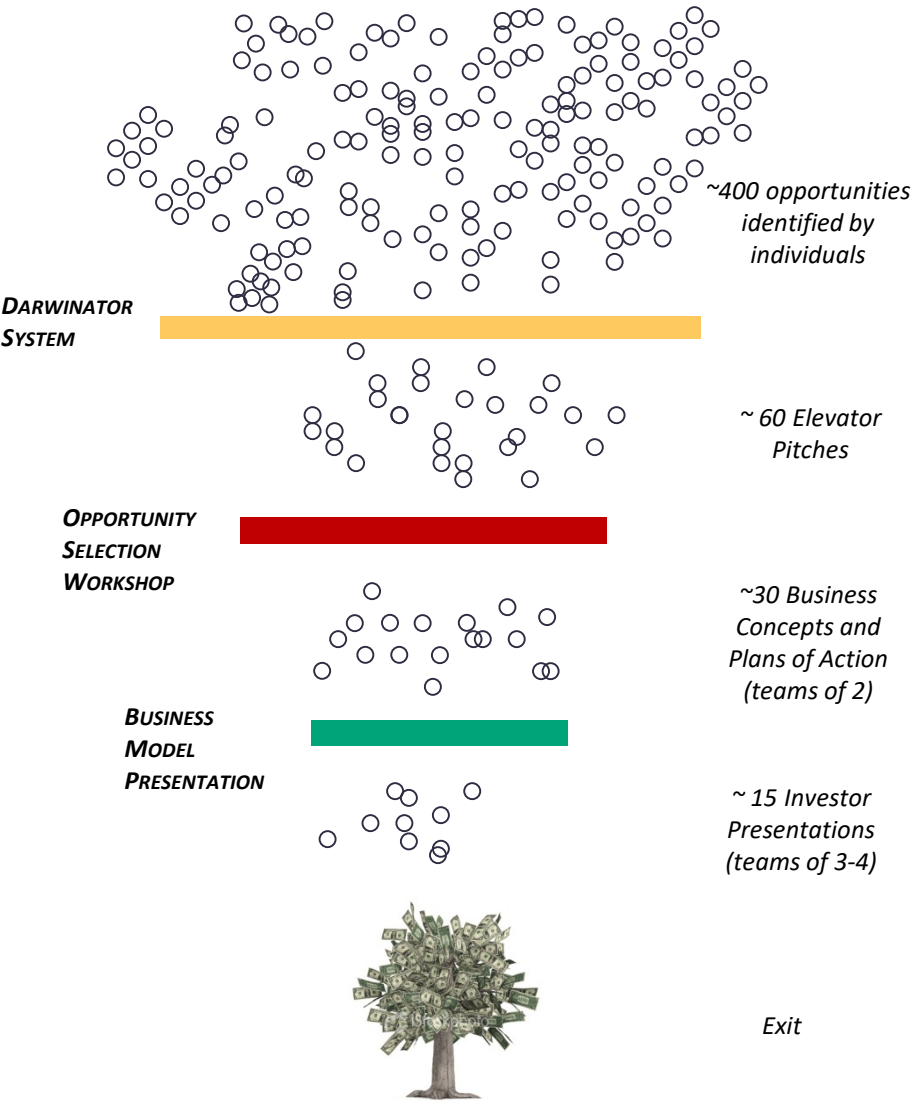 ~400 opportunities
identified by
individuals
DARWINATOR
SYSTEM
~ 60 Elevator
Pitches
OPPORTUNITY
SELECTION
WORKSHOP
~30 Business
Concepts and
Plans of Action
(teams of 2)
BUSINESS
MODEL
PRESENTATION
~ 15 Investor
Presentations
(teams of 3-4)
Exit